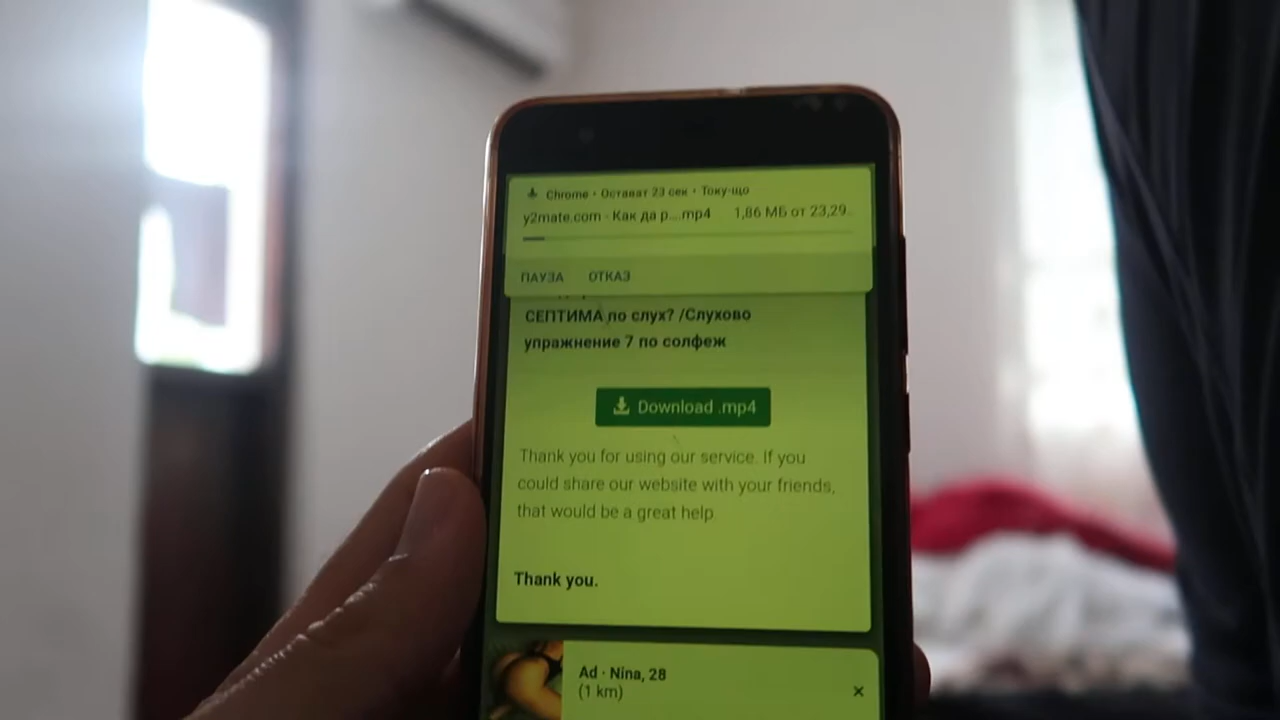 Chrome • Остават 23 сек • Току-що
y2mate.com - Как да р....mp4 1,86 МБ от 23,29..
ПАУЗА ОТКАЗ
СЕПТИМА по слух? /Слухово
упражнение 7 по солфеж
Download .mp4
Thank you for using our service. If you
could share our website with your friends,
that would be a great help
Thank you.
Ad · Nina, 28
(1 km)